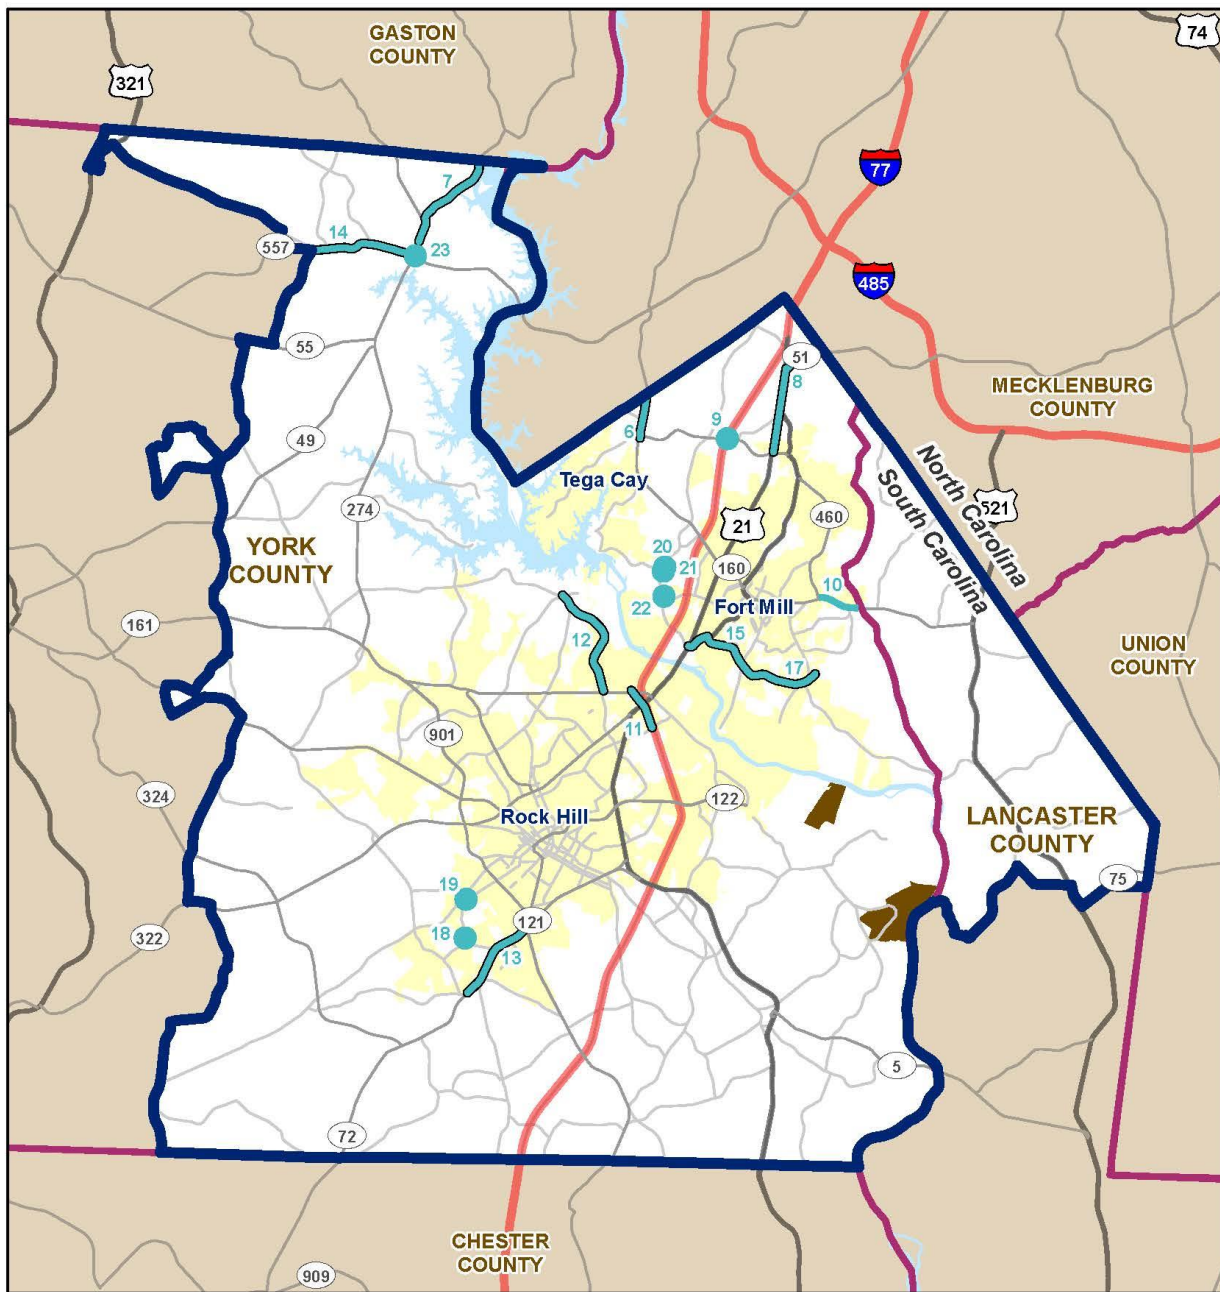 GASTON
COUNTY
74
321
77
7
14
557
23
485
51
8
MECKLENBURG
COUNTY
55
6
9
49
Tega Cay
North Carolina
South Carolina
521
274
21
460
YORK
COUNTY
20
21
160
10
22
Fort Mill
161
12
15
UNION
COUNTY
17
11
901
324
122
Rock Hill
LANCASTER
COUNTY
75
19
121
18
322
13
5
72
CHESTER
COUNTY
909